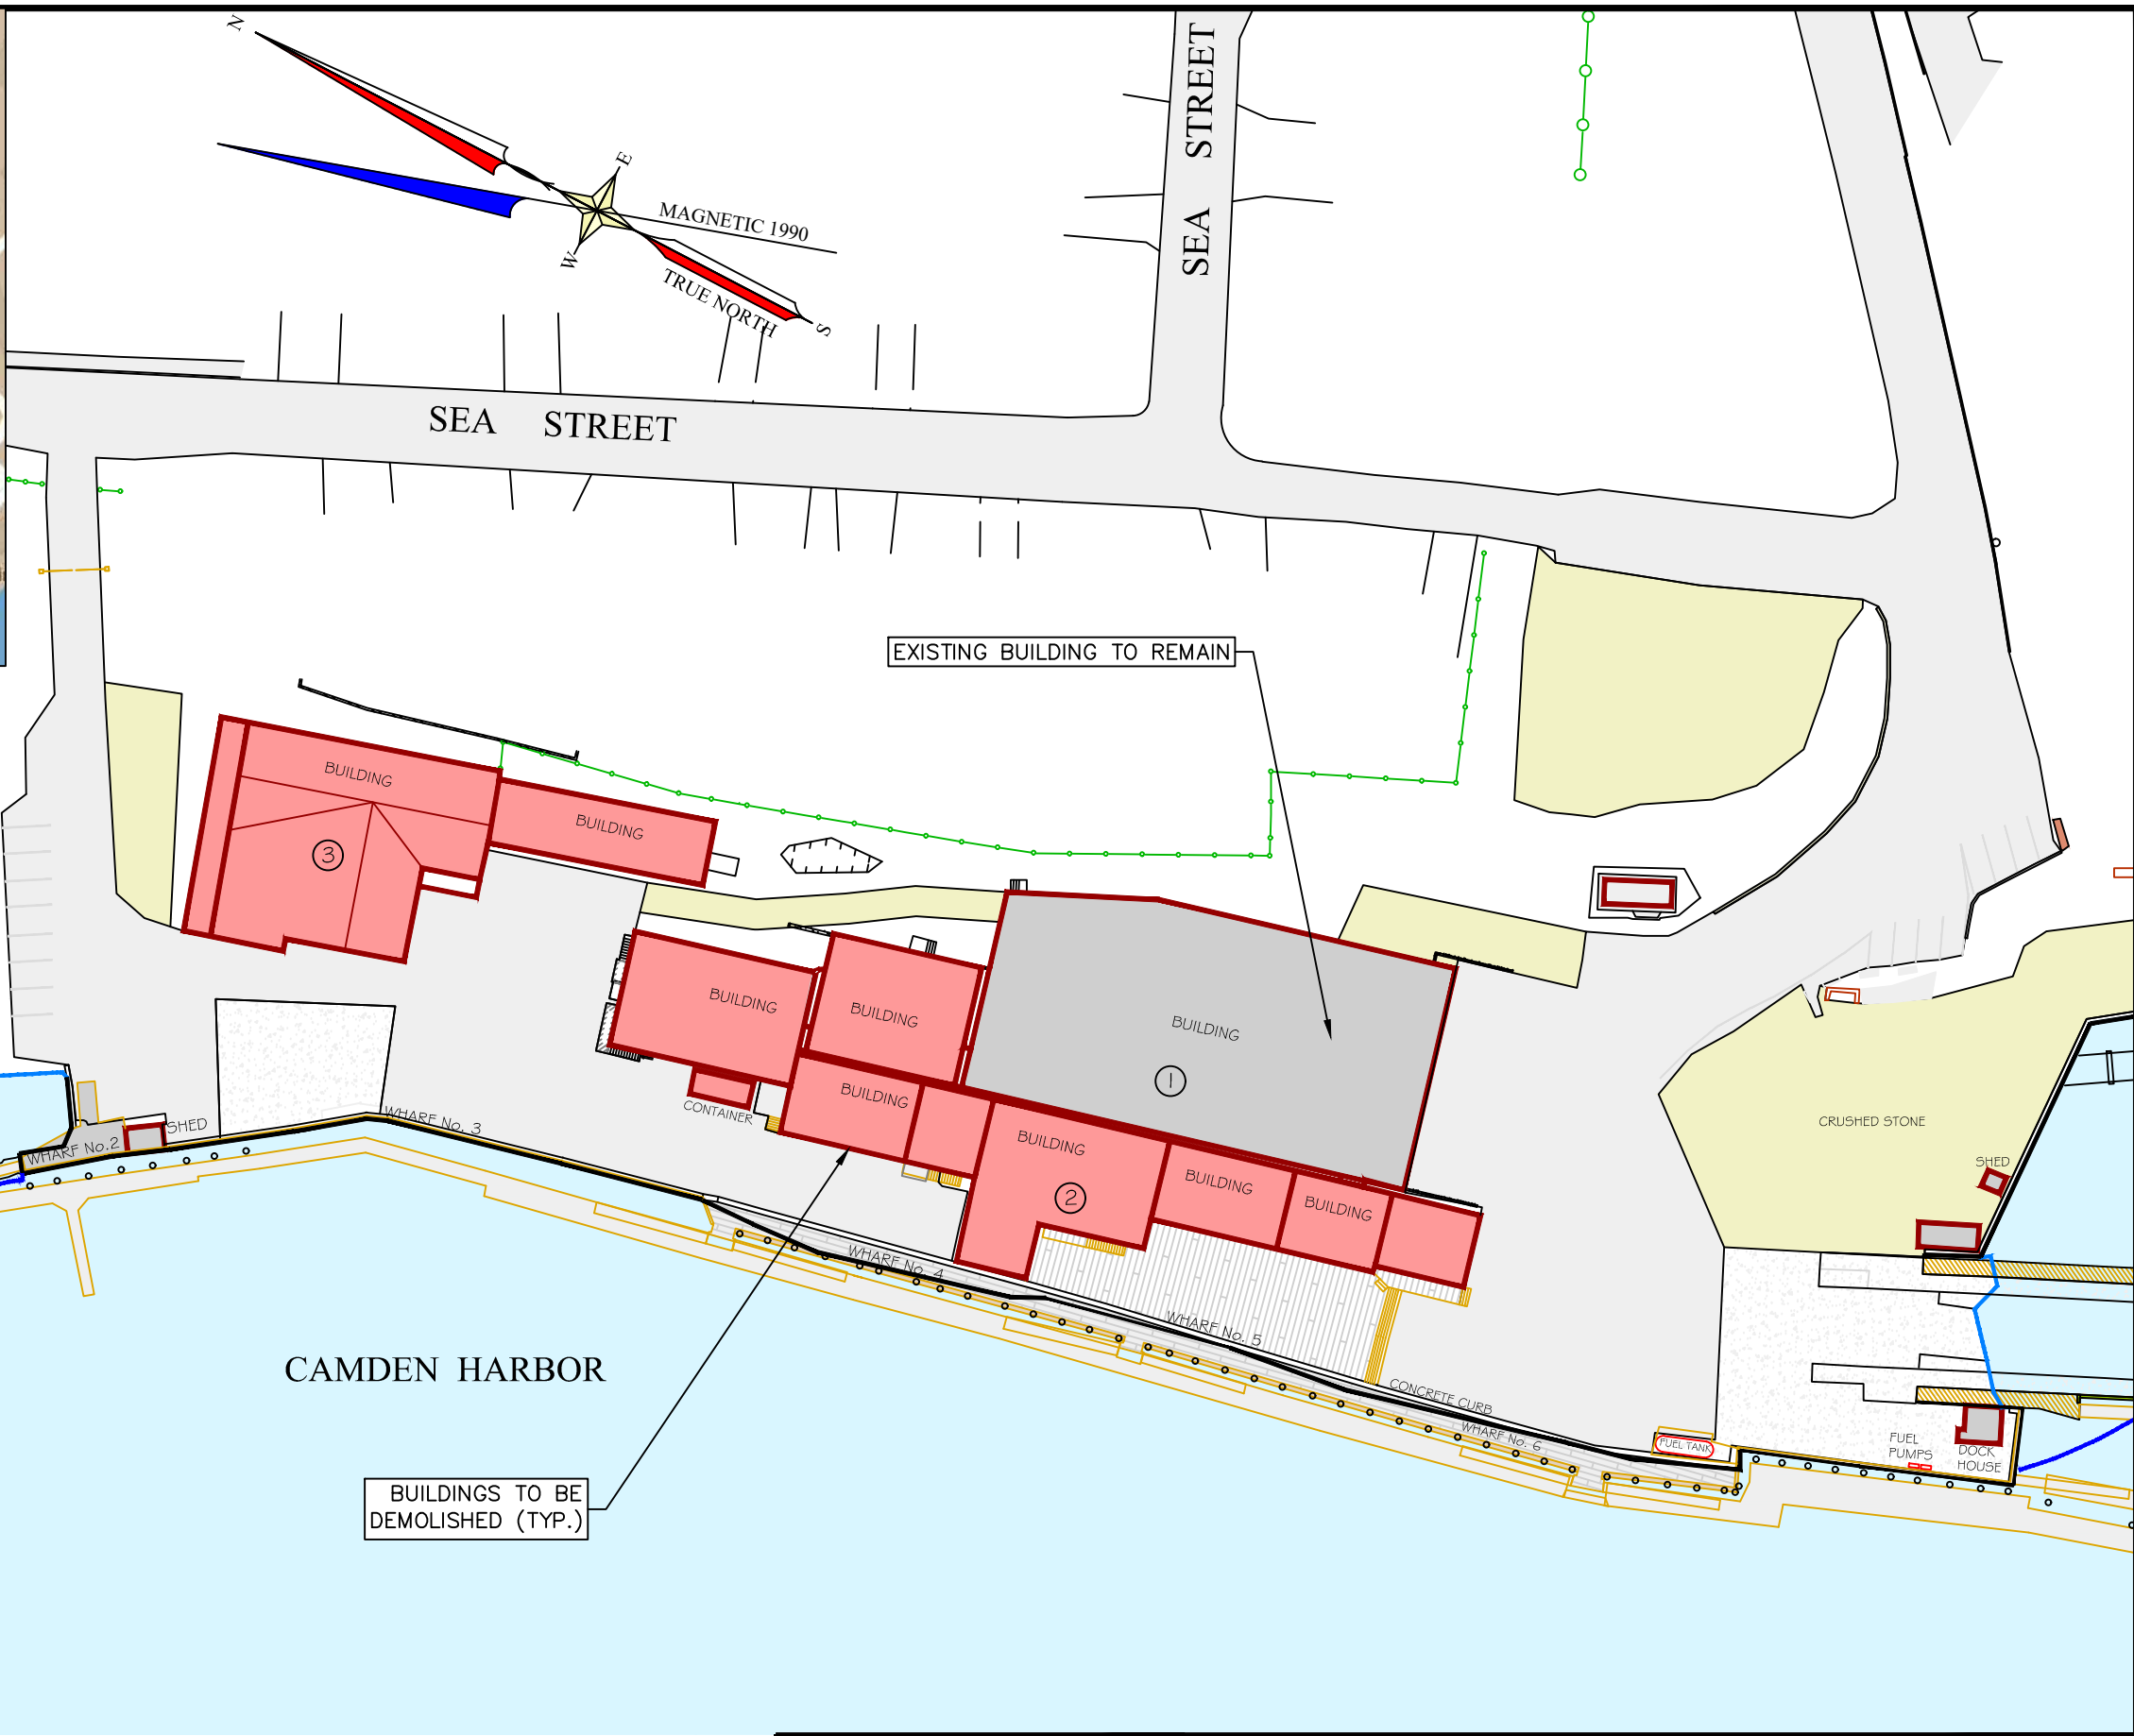 N
E
MAGNETIC 1990
W
TRUE NORTH
S
SEA STREET
SEA STREET
EXISTING BUILDING TO REMAIN
BUILDING
3
BUILDING
BUILDING
BUILDING
BUILDING
1
BUILDING
CONTAINER
BUILDING
2
BUILDING
BUILDING
WHARF No.2
SHED
WHARF No. 3
WHARF No. 4
WHARF No. 5
CONCRETE CURB
WHARF No. 6
FUEL TANK
CRUSHED STONE
SHED
FUEL
PUMPS
DOCK
HOUSE
CAMDEN HARBOR
BUILDINGS TO BE
DEMOLISHED (TYP.)